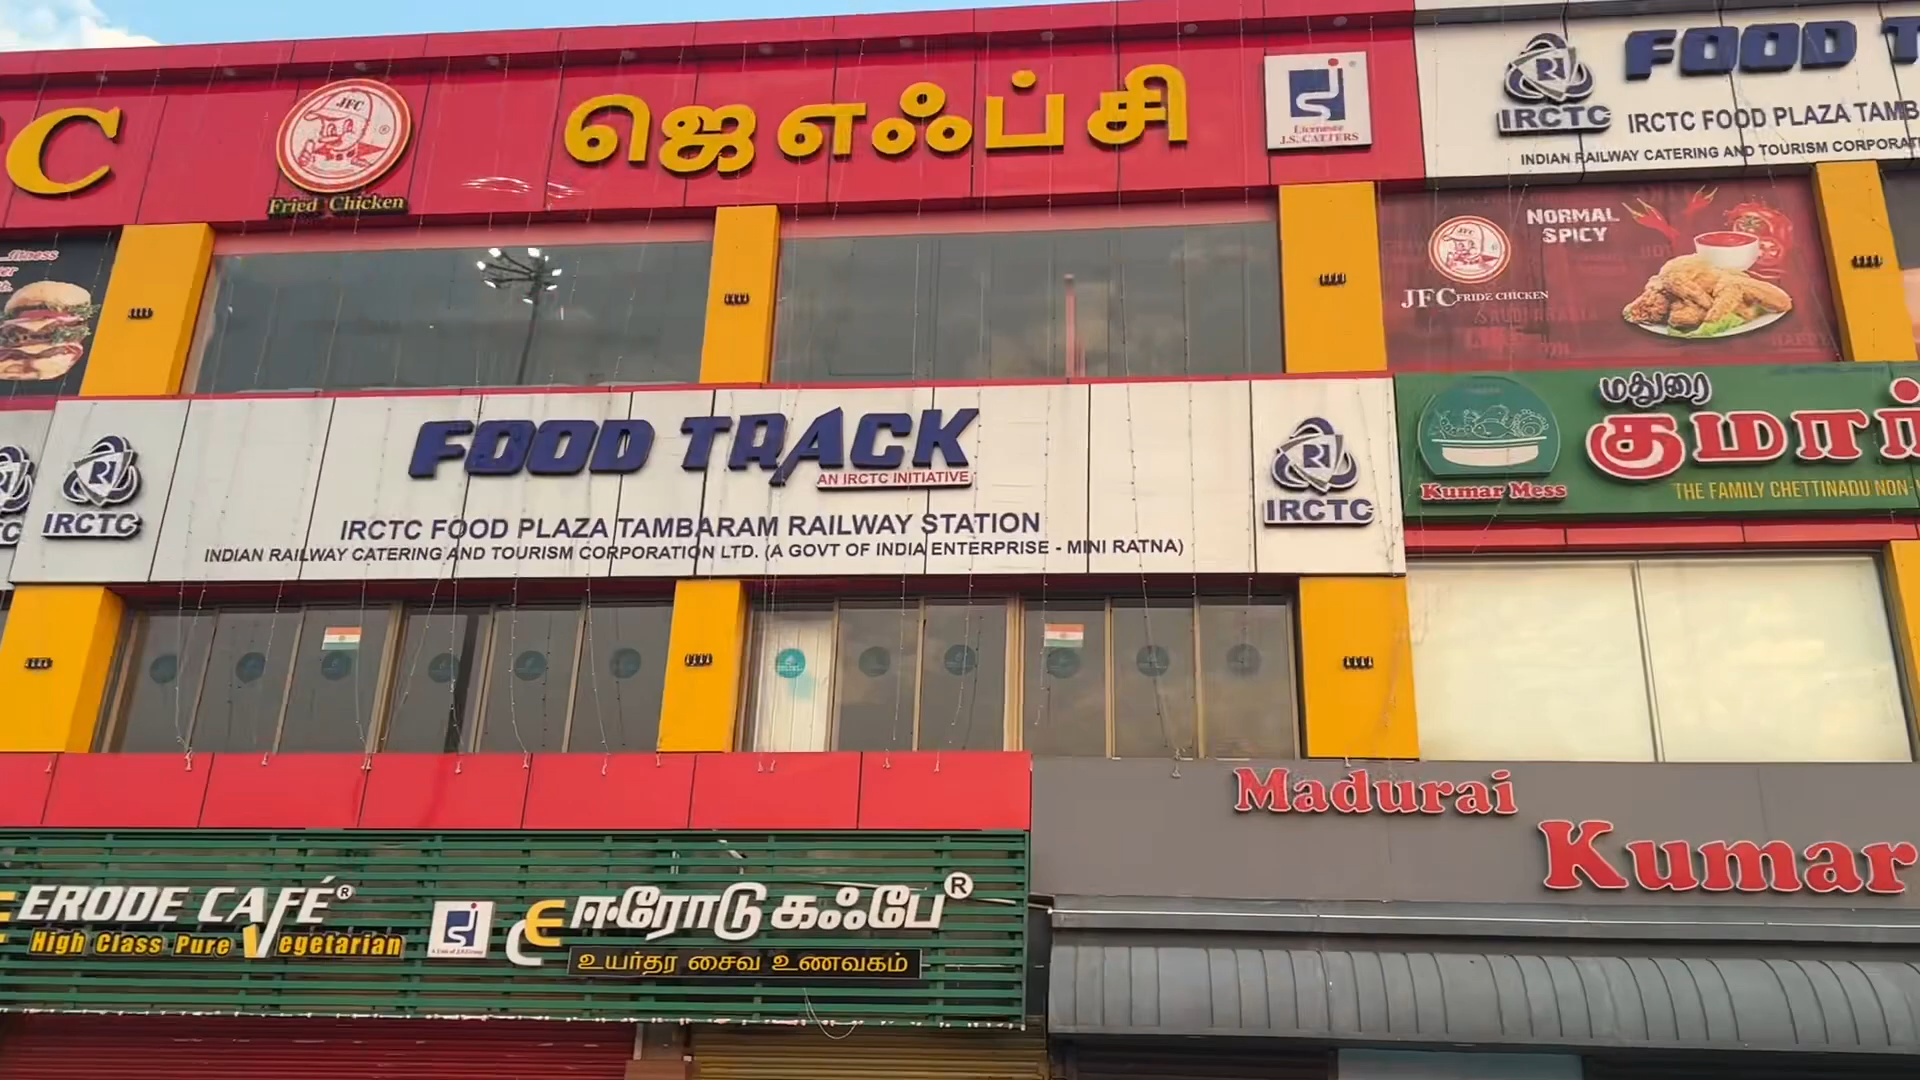 C
JFC
Fried Chicken
ஜெஎஃப்சி
J.S. CATTERS
IRCTC
FOOD T
IRCTC FOOD PLAZA TAMB
INDIAN RAILWAY CATERING AND TOURISM CORPORAT
NORMAL
SPICY
JFC
JFC FRIDE CHICKEN
FOOD TRACK
AN IRCTC INITIATIVE
IRCTC
IRCTC
IRCTC FOOD PLAZA TAMBARAM RAILWAY STATION
INDIAN RAILWAY CATERING AND TOURISM CORPORATION LTD. (A GOVT OF INDIA ENTERPRISE - MINI RATNA)
மதுரை
குமார்
Kumar Mess
THE FAMILY CHETTINADU NON-
Madurai
Kumar
ERODE CAFÉ®
High Class Pure Vegetarian
ஈரோடு கஃபே®
உயர்தர சைவ உணவகம்